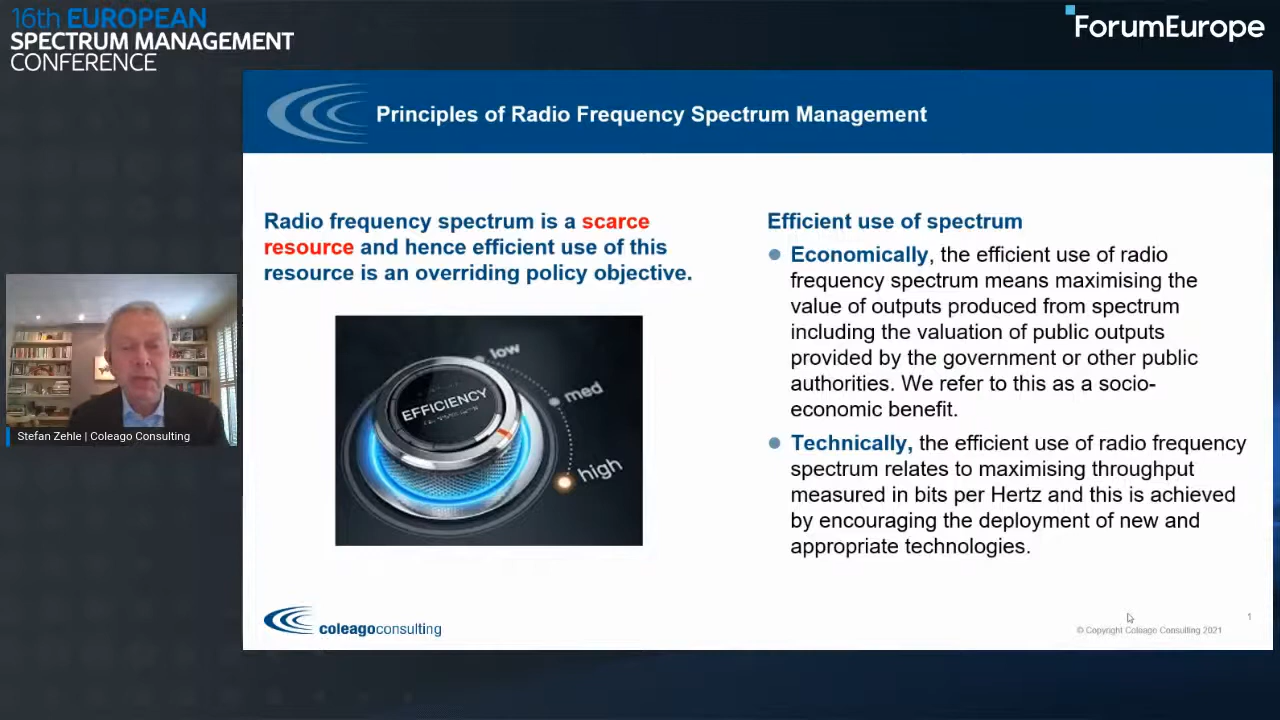 16th EUROPEAN
SPECTRUM MANAGEMENT
CONFERENCE
ForumEurope
Principles of Radio Frequency Spectrum Management
Radio frequency spectrum is a scarce
resource and hence efficient use of this
resource is an overriding policy objective.
EFFICIENCY
low
med
high
Efficient use of spectrum
Economically, the efficient use of radio
frequency spectrum means maximising the
value of outputs produced from spectrum
including the valuation of public outputs
provided by the government or other public
authorities. We refer to this as a socio-
economic benefit.
Technically, the efficient use of radio frequency
spectrum relates to maximising throughput
measured in bits per Hertz and this is achieved
by encouraging the deployment of new and
appropriate technologies.
Stefan Zehle | Coleago Consulting
coleagoconsulting
1
© Copyright Coleago Consulting 2021